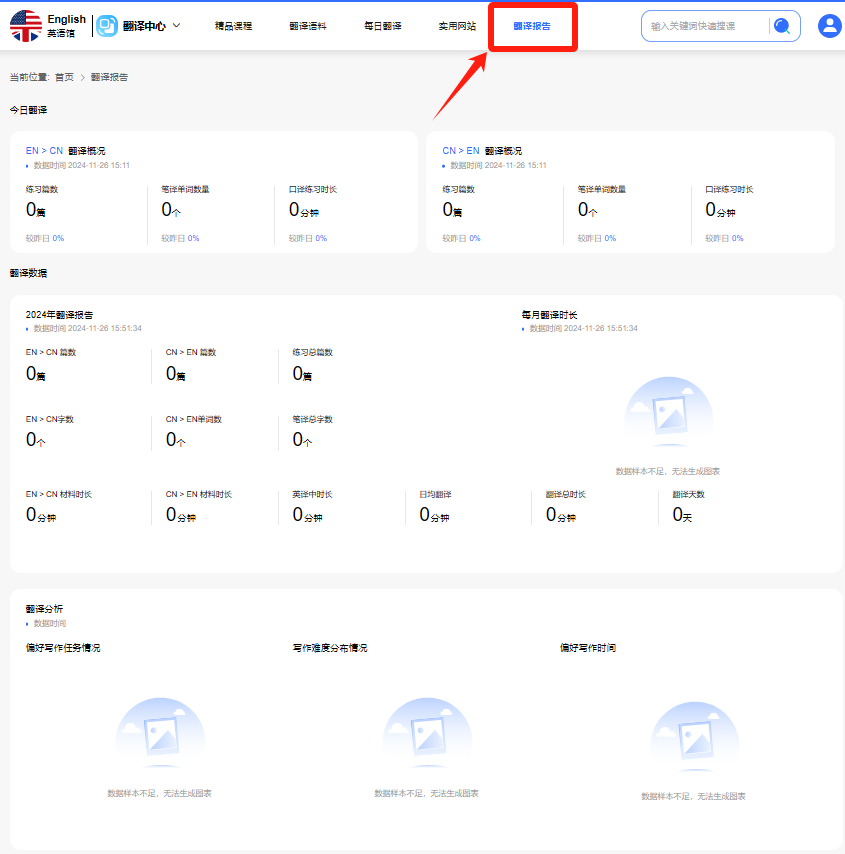 English
英语馆
翻译中心
精品课程 翻译语料 每日翻译 实用网站 翻译报告
输入关键词快速搜课
当前位置: 首页 > 翻译报告
今日翻译
EN > CN 翻译概况
数据时间 2024-11-26 15:11
练习篇数 笔译单词数量 口译练习时长
0篇 0个 0分钟
较昨日 0% 较昨日 0% 较昨日 0%
CN > EN 翻译概况
数据时间 2024-11-26 15:11
练习篇数 笔译单词数量 口译练习时长
0篇 0个 0分钟
较昨日 0% 较昨日 0% 较昨日 0%
翻译数据
2024年翻译报告
数据时间 2024-11-26 15:51:34
每月翻译时长
数据时间 2024-11-26 15:51:34
EN > CN 篇数 CN > EN 篇数 练习总篇数
0篇 0篇 0篇
EN > CN字数 CN > EN单词数 笔译总字数
0个 0个 0个
数据样本不足，无法生成图表
EN > CN 材料时长 CN > EN 材料时长 英译中时长 日均翻译 翻译总时长 翻译天数
0分钟 0分钟 0分钟 0分钟 0分钟 0天
翻译分析
数据时间
偏好写作任务情况 写作难度分布情况 偏好写作时间
数据样本不足，无法生成图表 数据样本不足，无法生成图表 数据样本不足，无法生成图表